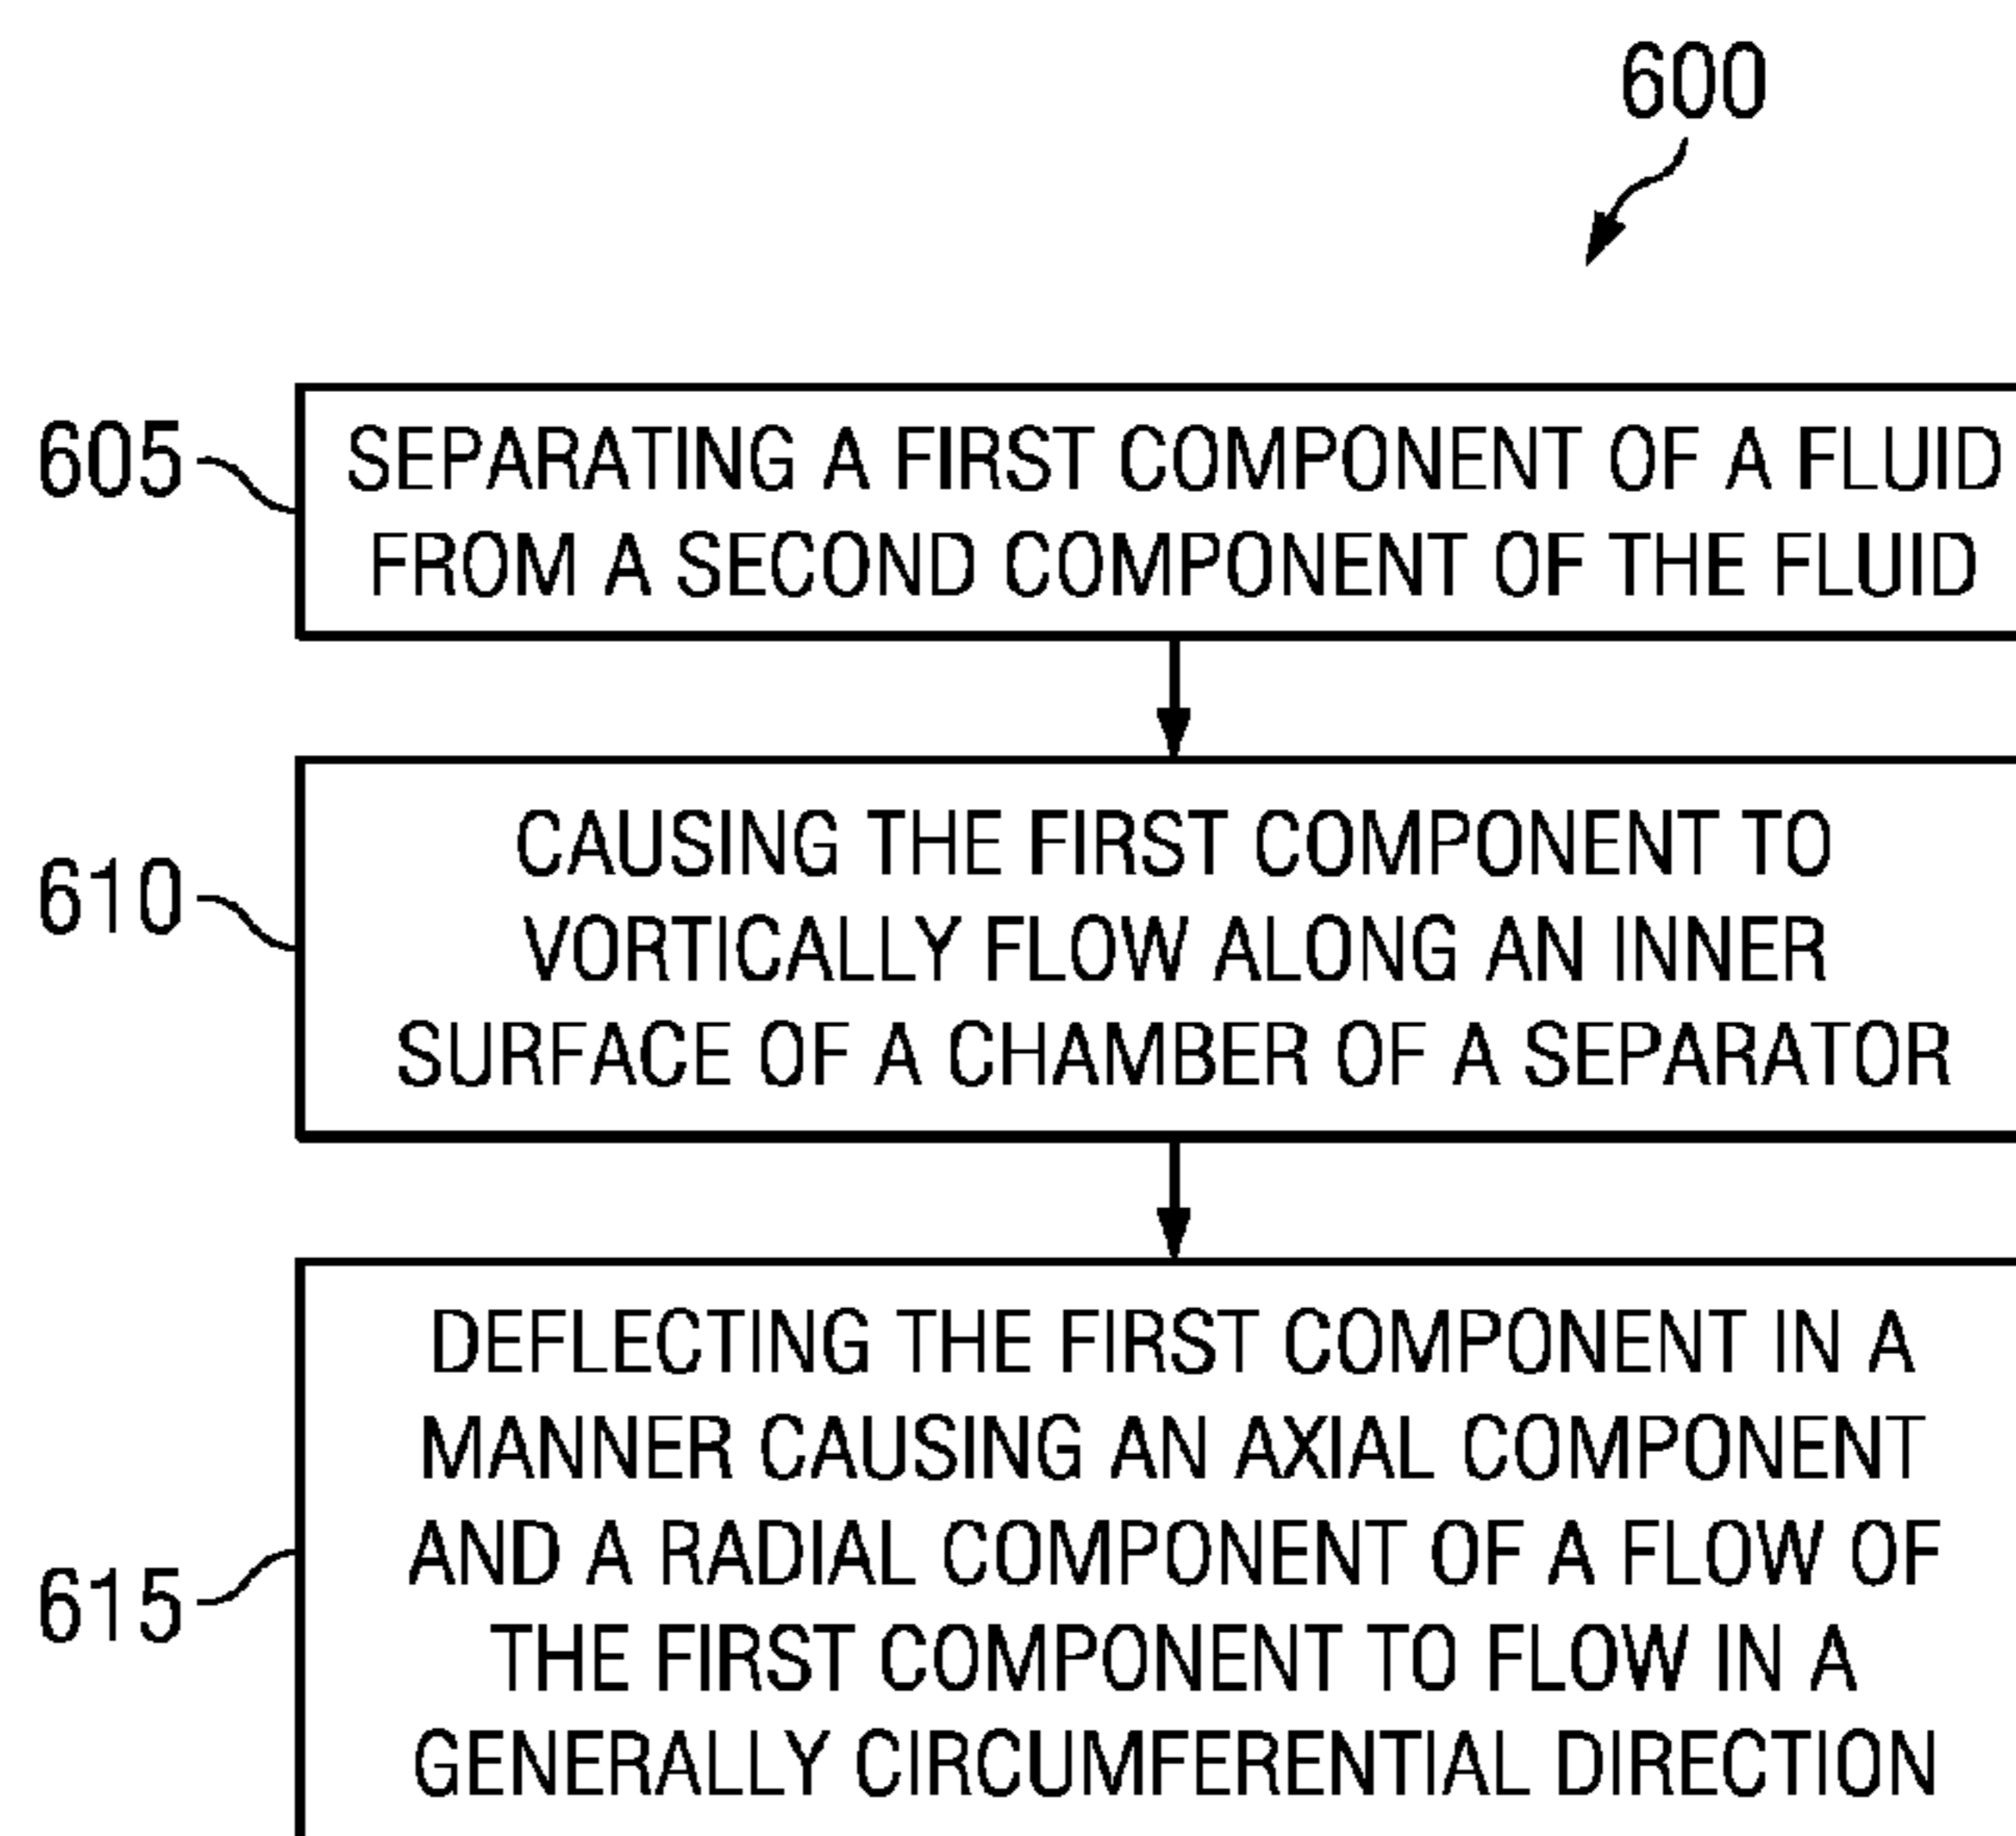 600
605
SEPARATING A FIRST COMPONENT OF A FLUID
FROM A SECOND COMPONENT OF THE FLUID
610
CAUSING THE FIRST COMPONENT TO
VORTICALLY FLOW ALONG AN INNER
SURFACE OF A CHAMBER OF A SEPARATOR
615
DEFLECTING THE FIRST COMPONENT IN A
MANNER CAUSING AN AXIAL COMPONENT
AND A RADIAL COMPONENT OF A FLOW OF
THE FIRST COMPONENT TO FLOW IN A
GENERALLY CIRCUMFERENTIAL DIRECTION